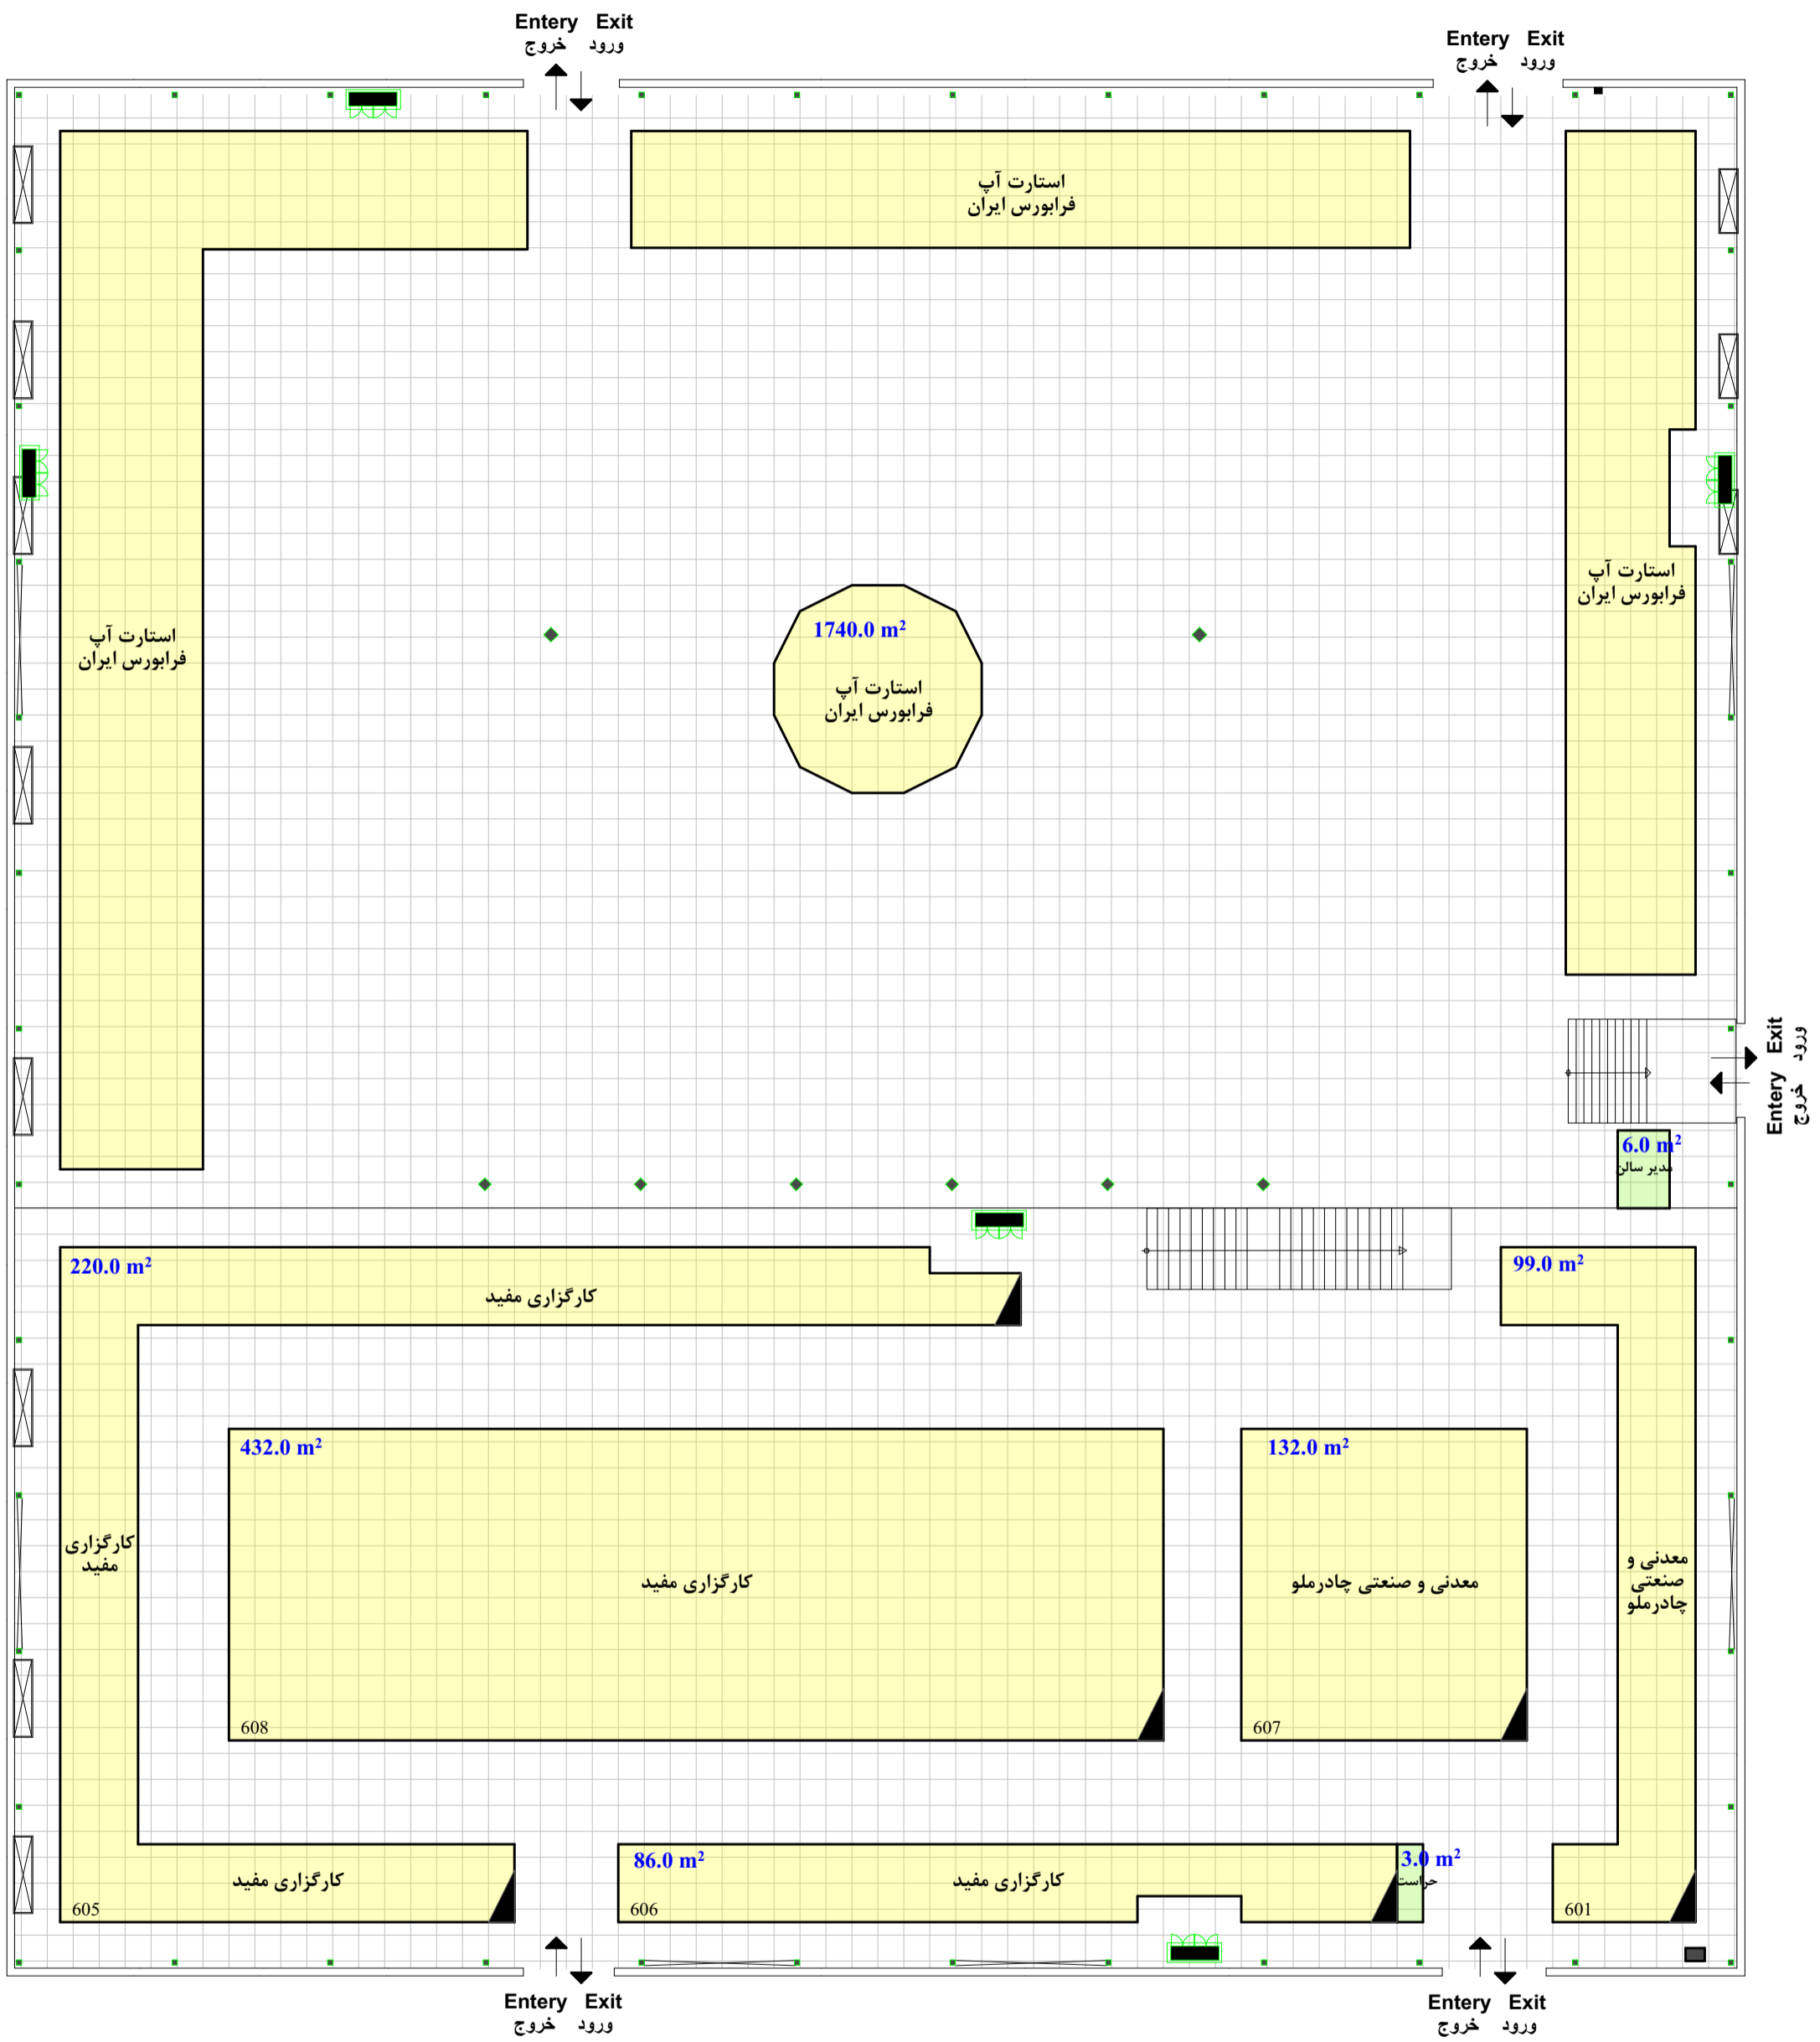 Entery Exit
خروج ورود
Entery Exit
خروج ورود
استارت آپ
فرابورس ایران
استارت آپ
فرابورس ایران
1740.0 m²
استارت آپ
فرابورس ایران
استارت آپ
فرابورس ایران
Entery Exit
خروج ورود
6.0 m²
مدیر سالن
220.0 m²
کارگزاری مفید
99.0 m²
432.0 m²
کارگزاری مفید
608
132.0 m²
معدنی و صنعتی چادرملو
607
کارگزاری
مفید
معدنی و
صنعتی
چادرملو
کارگزاری مفید
605
86.0 m²
کارگزاری مفید
606
3.0 m²
حراست
601
Entery Exit
خروج ورود
Entery Exit
خروج ورود